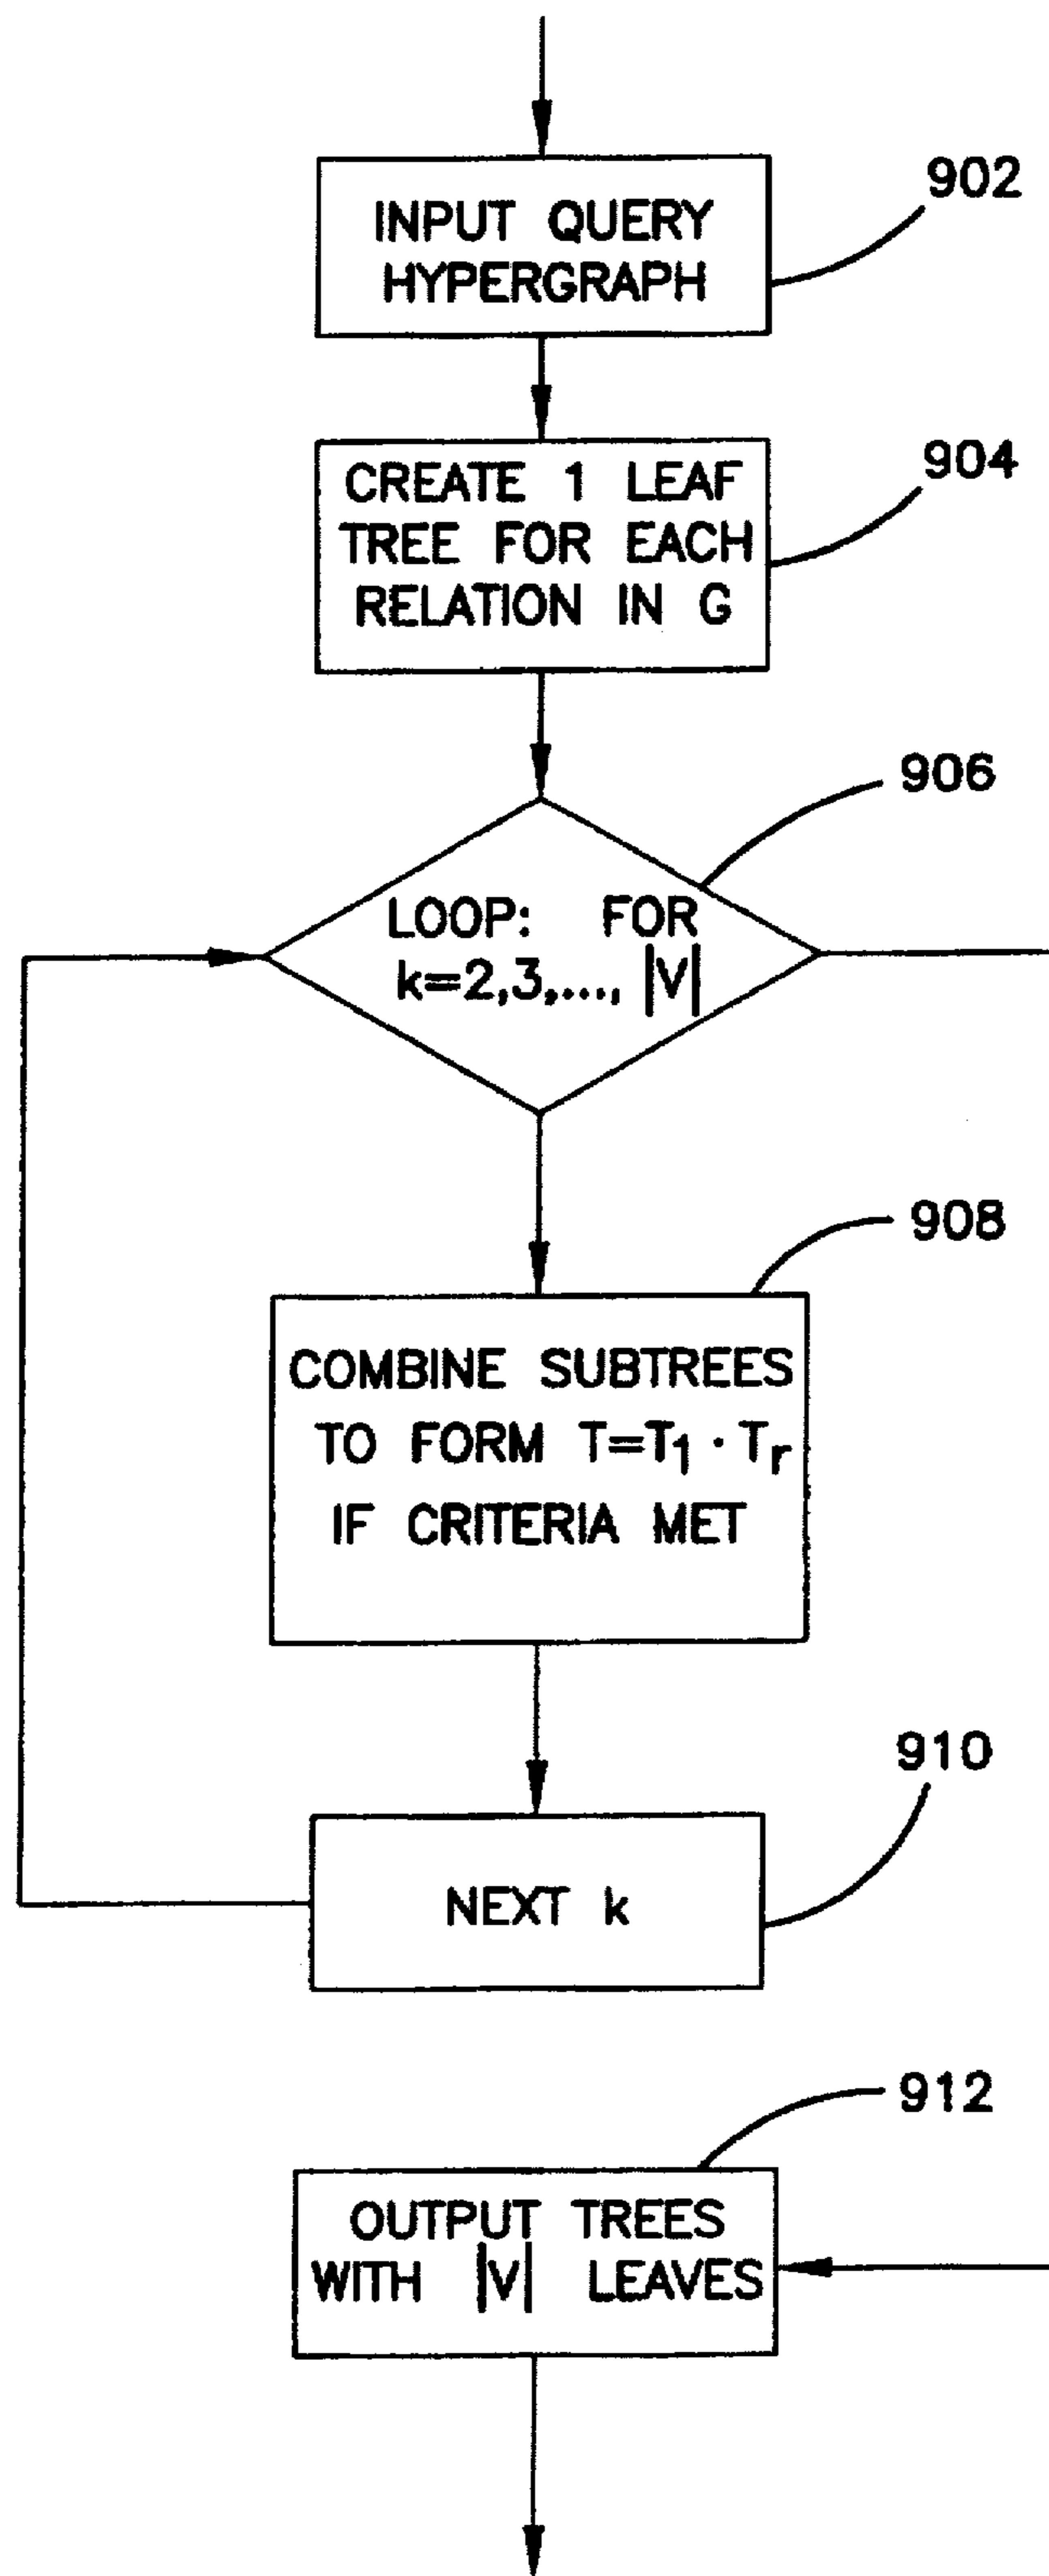 902
INPUT QUERY
HYPERGRAPH
904
CREATE 1 LEAF
TREE FOR EACH
RELATION IN G
906
LOOP: FOR
k=2,3,..., |V|
908
COMBINE SUBTREES
TO FORM T=T1 · Tr
IF CRITERIA MET
910
NEXT k
912
OUTPUT TREES
WITH |V| LEAVES